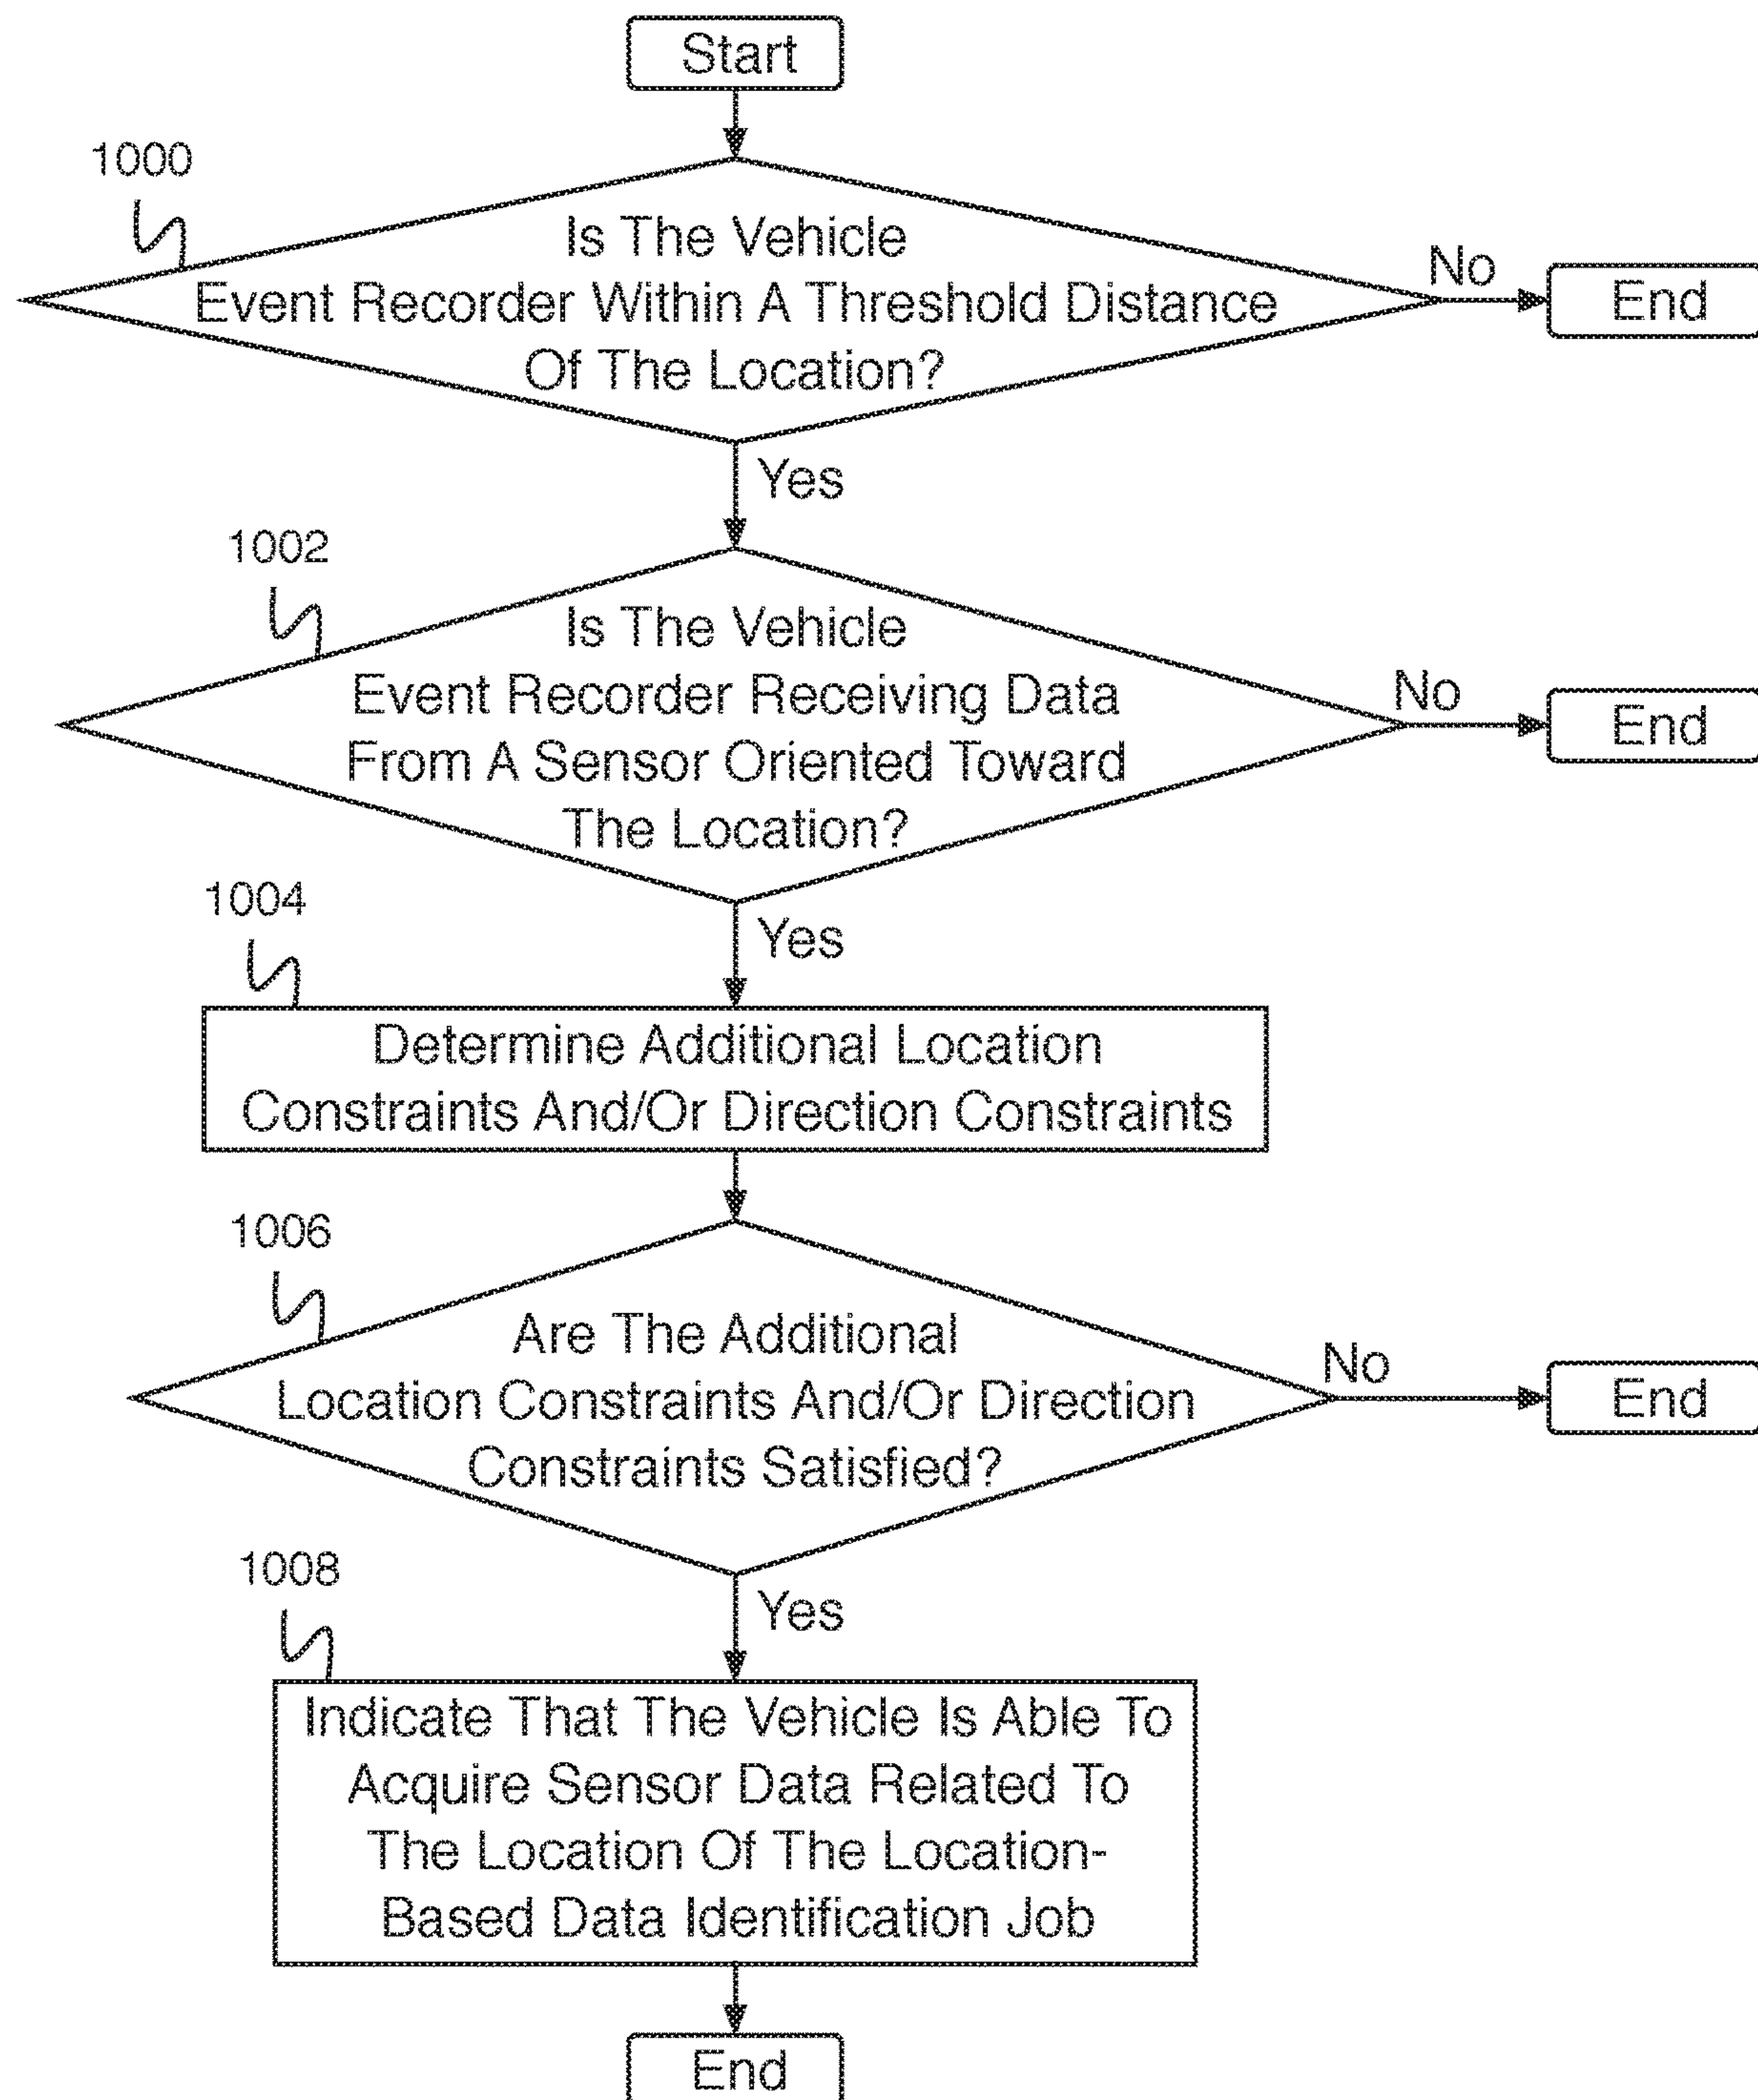 Start
1000
Is The Vehicle
Event Recorder Within A Threshold Distance
Of The Location?
No
End
Yes
1002
Is The Vehicle
Event Recorder Receiving Data
From A Sensor Oriented Toward
The Location?
No
End
1004
Yes
Determine Additional Location
Constraints And/Or Direction Constraints
1006
Are The Additional
Location Constraints And/Or Direction
Constraints Satisfied?
No
End
1008
Yes
Indicate That The Vehicle Is Able To
Acquire Sensor Data Related To
The Location Of The Location-
Based Data Identification Job
End